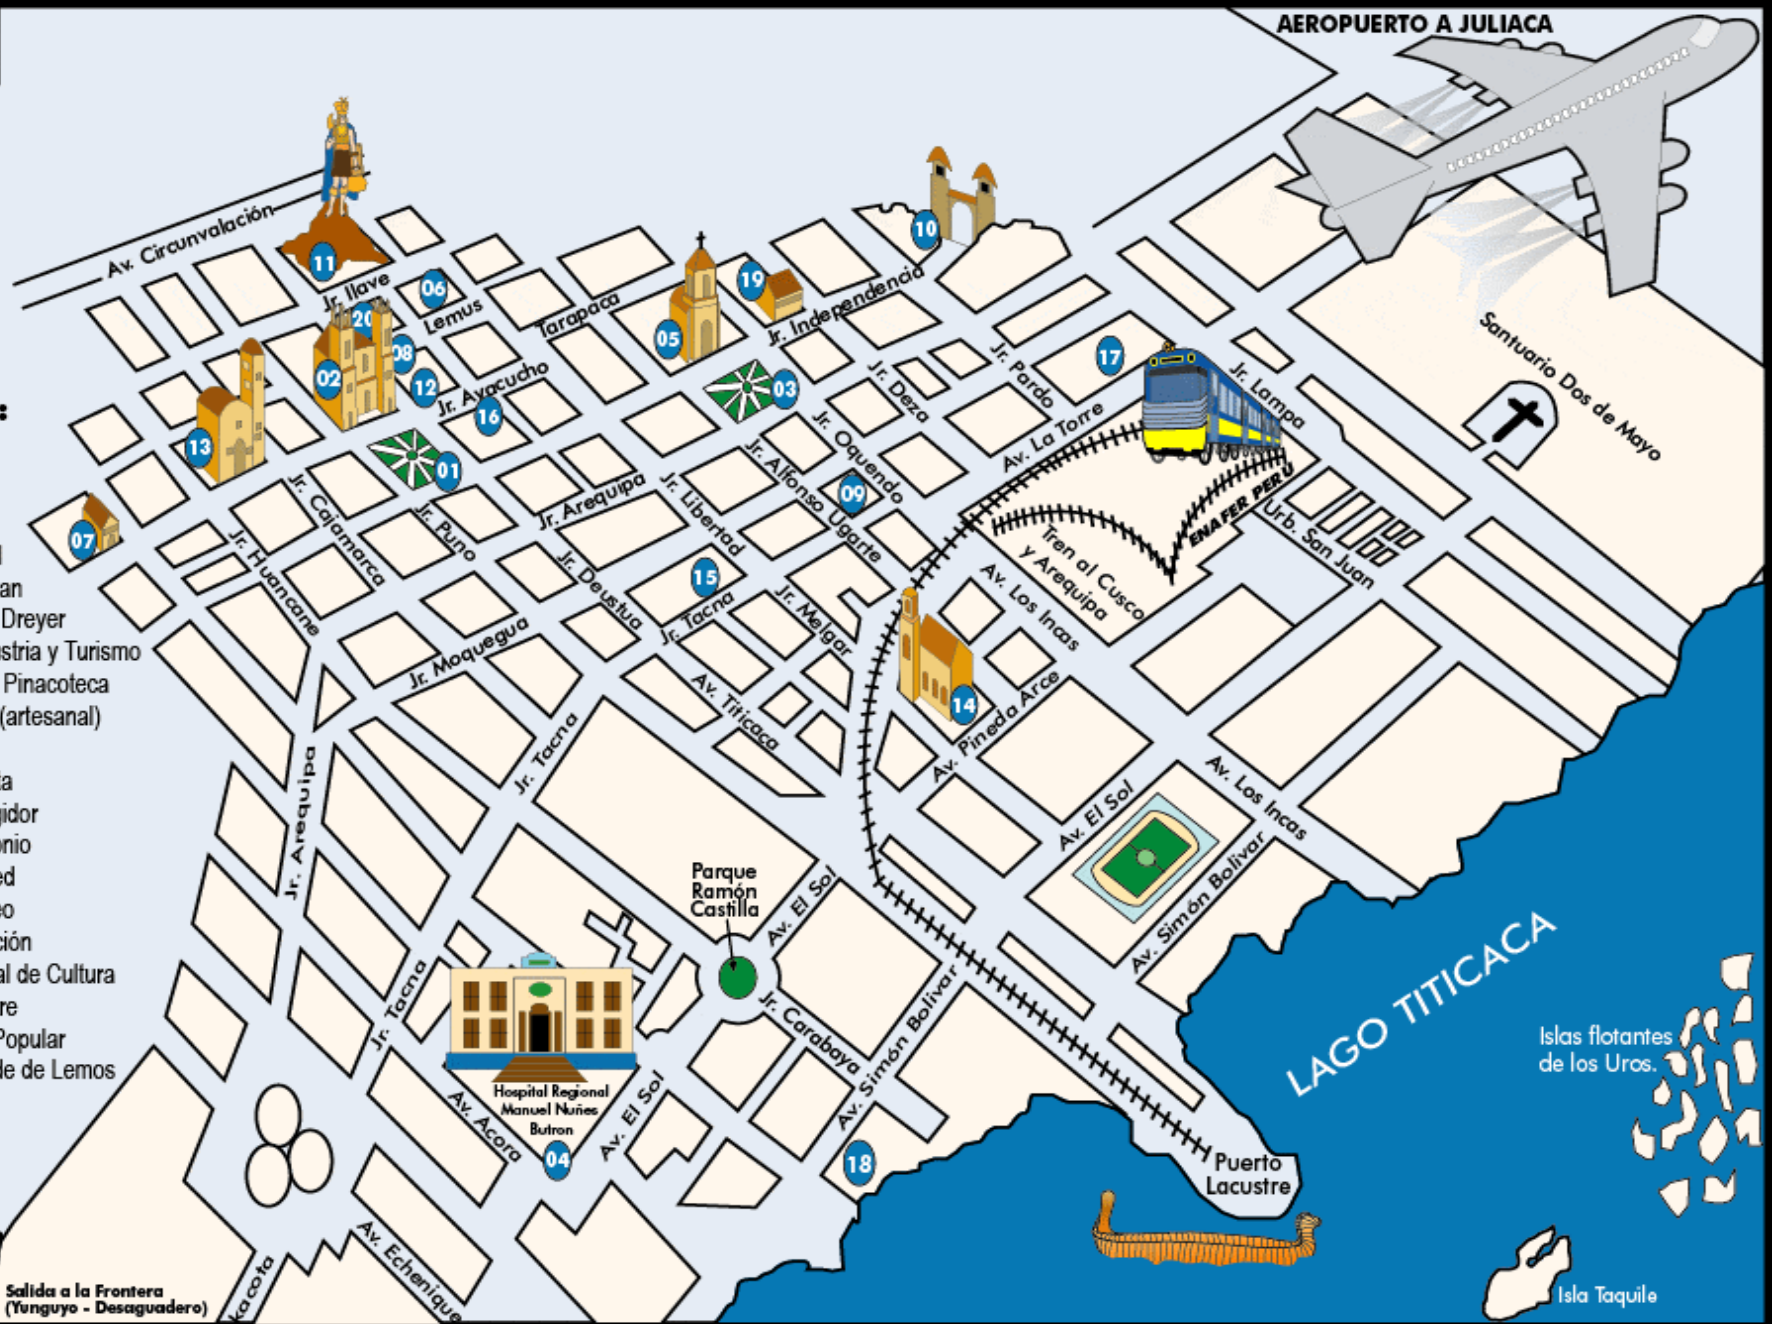 AEROPUERTO A JULIACA
Av. Circunvalación
11
10
Jr. Ilave
06
20
Lemus
Tarapaca
19
Jr. Independencia
05
08
02
12
Jr. Ayacucho
16
03
Jr. Deza
Jr. Pardo
17
Jr. Lampa
Santuario Dos de Mayo
13
01
Jr. Oquendo
Av. La Torre
Jr. Cajamarca
Jr. Puno
Jr. Arequipa
Jr. Libertad
Jr. Alfonso Ugarte
09
ENAFER PERÚ
Urb. San Juan
07
Jr. Huancane
Jr. Deustua
15
Jr. Tacna
Jr. Melgar
Tren al Cusco
y Arequipa
Av. Los Incas
:
an
Dreyer
stria y Turismo
Pinacoteca
(artesanal)
ta
gidor
onio
ed
eo
ción
al de Cultura
re
Popular
de de Lemos
Jr. Moquegua
Av. Titicaca
14
Av. Pineda Arce
Jr. Tacna
Jr. Arequipa
Av. El Sol
Av. Los Incas
Av. Simón Bolivar
Parque
Ramón
Castilla
Av. El Sol
LAGO TITICACA
Jr. Tacna
Jr. Carabaya
Av. Simón Bolivar
Islas flotantes
de los Uros.
Hospital Regional
Manuel Nuñes
Butron
Av. Acora
04
Av. El Sol
18
Puerto
Lacustre
Av. Echenique
kacota
Salida a la Frontera
(Yunguyo - Desaguadero)
Isla Taquile